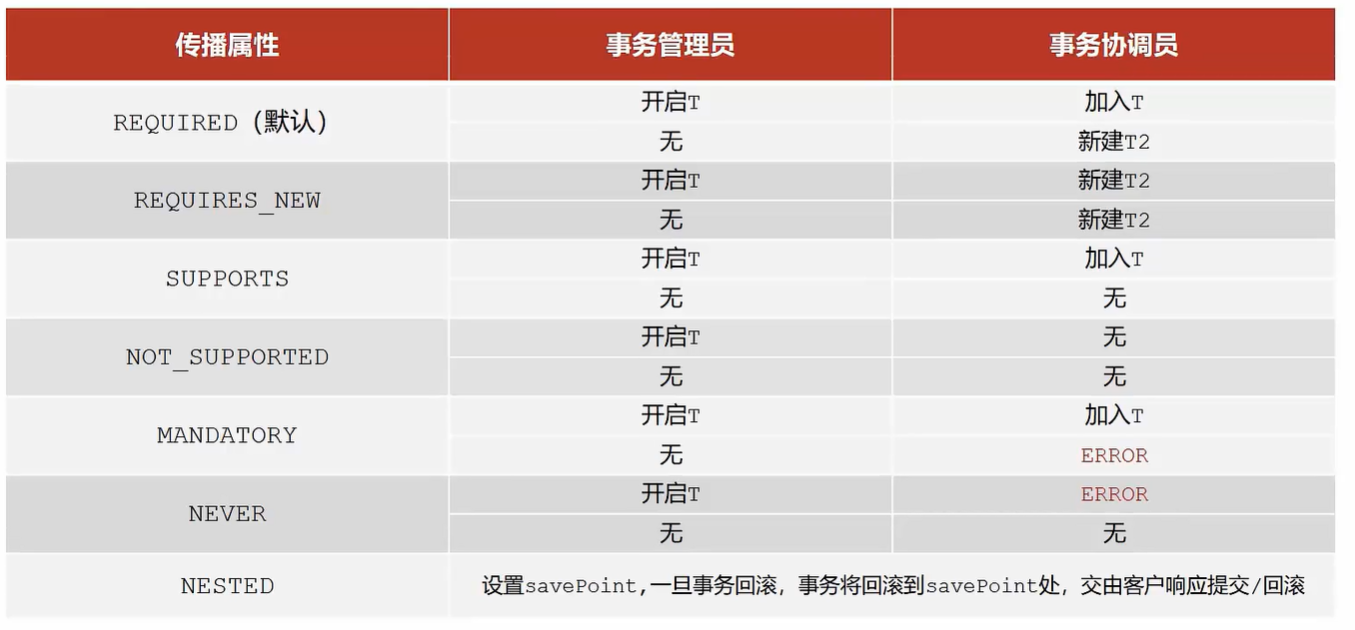 传播属性 事务管理员 事务协调员
REQUIRED（默认） 开启T 加入T
无 新建T2
REQUIRES_NEW 开启T 新建T2
无 新建T2
SUPPORTS 开启T 加入T
无 无
NOT_SUPPORTED 开启T 无
无 无
MANDATORY 开启T 加入T
无 ERROR
NEVER 开启T ERROR
无 无
NESTED 设置savePoint,一旦事务回滚，事务将回滚到savePoint处，交由客户响应提交/回滚